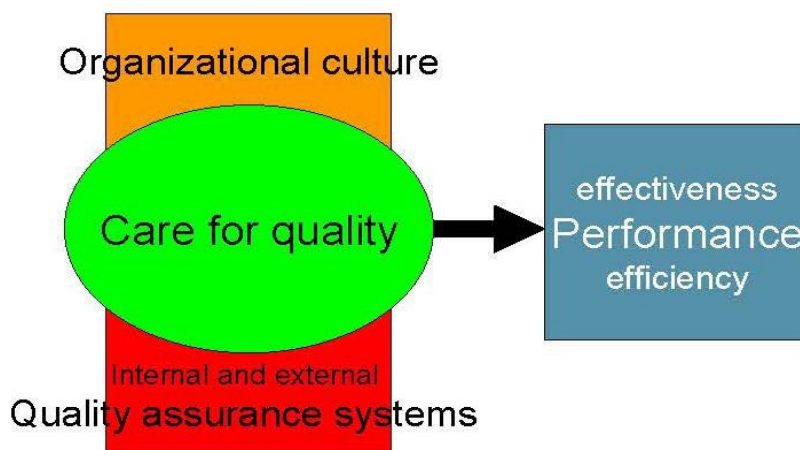 Organizational culture
Care for quality
effectiveness
Performance
efficiency
Internal and external
Quality assurance systems